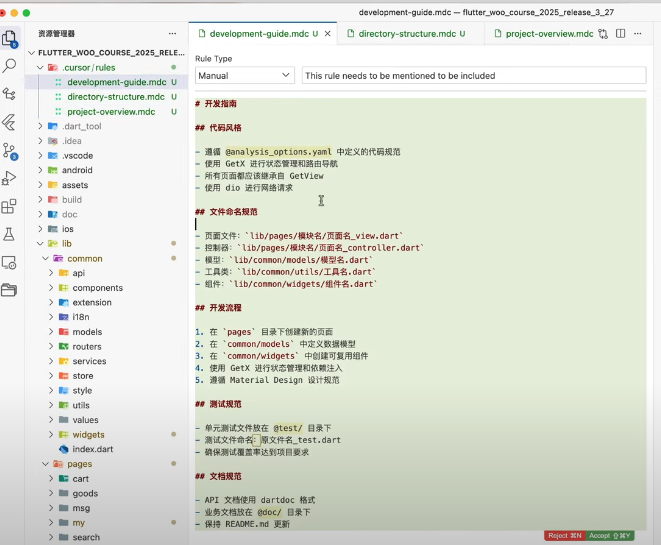 development-guide.mdc — flutter_woo_course_2025_release_3_27
资源管理器
FLUTTER_WOO_COURSE_2025_RELE...
.cursor/rules
development-guide.mdc U
directory-structure.mdc U
project-overview.mdc U
.dart_tool
.idea
.vscode
android
assets
build
doc
ios
lib
common
api
components
extension
i18n
models
routers
services
store
style
utils
values
widgets
index.dart
pages
cart
goods
msg
my
search
development-guide.mdc U
directory-structure.mdc U
project-overview.mdc
Rule Type
Manual
This rule needs to be mentioned to be included
# 开发指南
## 代码风格
- 遵循 @analysis_options.yaml 中定义的代码规范
- 使用 GetX 进行状态管理和路由导航
- 所有页面都应该继承自 GetView
- 使用 dio 进行网络请求
## 文件命名规范
- 页面文件：`lib/pages/模块名/页面名_view.dart`
- 控制器：`lib/pages/模块名/页面名_controller.dart`
- 模型：`lib/common/models/模型名.dart`
- 工具类：`lib/common/utils/工具名.dart`
- 组件：`lib/common/widgets/组件名.dart`
## 开发流程
1. 在 `pages` 目录下创建新的页面
2. 在 `common/models` 中定义数据模型
3. 在 `common/widgets` 中创建可复用组件
4. 使用 GetX 进行状态管理和依赖注入
5. 遵循 Material Design 设计规范
## 测试规范
- 单元测试文件放在 @test/ 目录下
- 测试文件命名：原文件名_test.dart
- 确保测试覆盖率达到项目要求
## 文档规范
- API 文档使用 dartdoc 格式
- 业务文档放在 @doc/ 目录下
- 保持 README.md 更新
Reject ⌘N Accept ⇧⌘Y